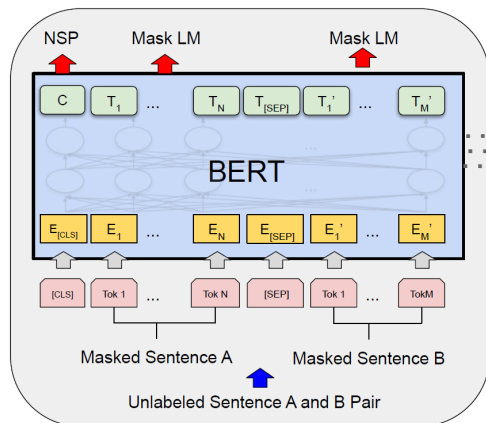 NSP Mask LM Mask LM
C T1 ... TN T[SEP] T1' ... TM'
BERT
E[CLS] E1 ... EN E[SEP] E1' ... EM'
[CLS] Tok 1 ... Tok N [SEP] Tok 1 ... TokM
Masked Sentence A Masked Sentence B
Unlabeled Sentence A and B Pair